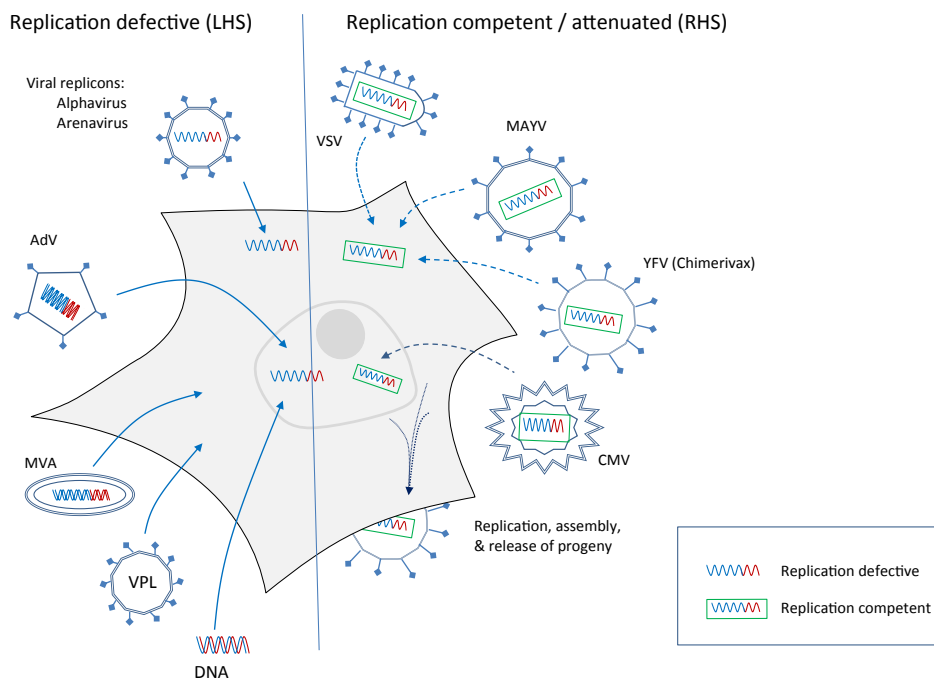 Replication defective (LHS)
Replication competent / attenuated (RHS)
Viral replicons:
Alphavirus
Arenavirus
VSV
MAYV
AdV
YFV (Chimerivax)
MVA
CMV
VPL
Replication, assembly,
& release of progeny
DNA
Replication defective
Replication competent